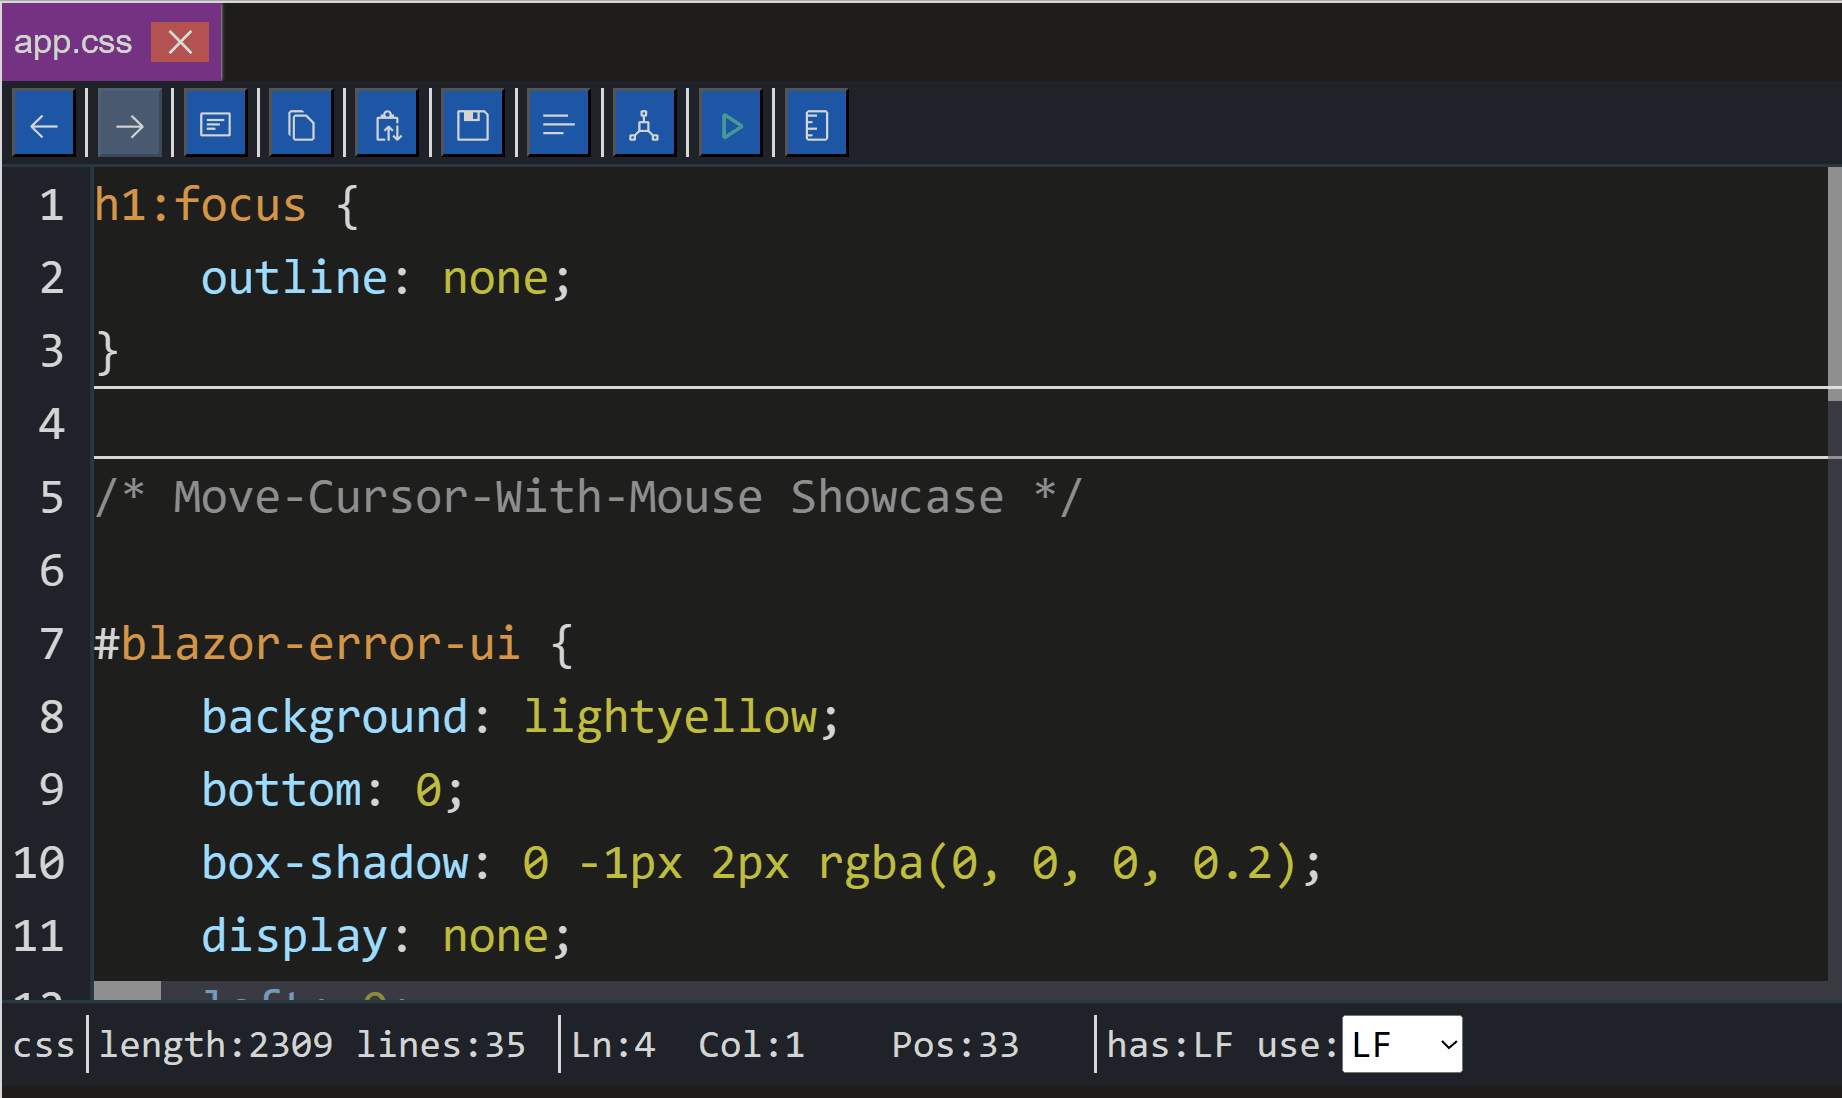 app.css
1 h1:focus {
2     outline: none;
3 }
4
5 /* Move-Cursor-With-Mouse Showcase */
6
7 #blazor-error-ui {
8     background: lightyellow;
9     bottom: 0;
10     box-shadow: 0 -1px 2px rgba(0, 0, 0, 0.2);
11     display: none;
12     left: 0;
css length:2309 lines:35 Ln:4 Col:1 Pos:33 has:LF use: LF